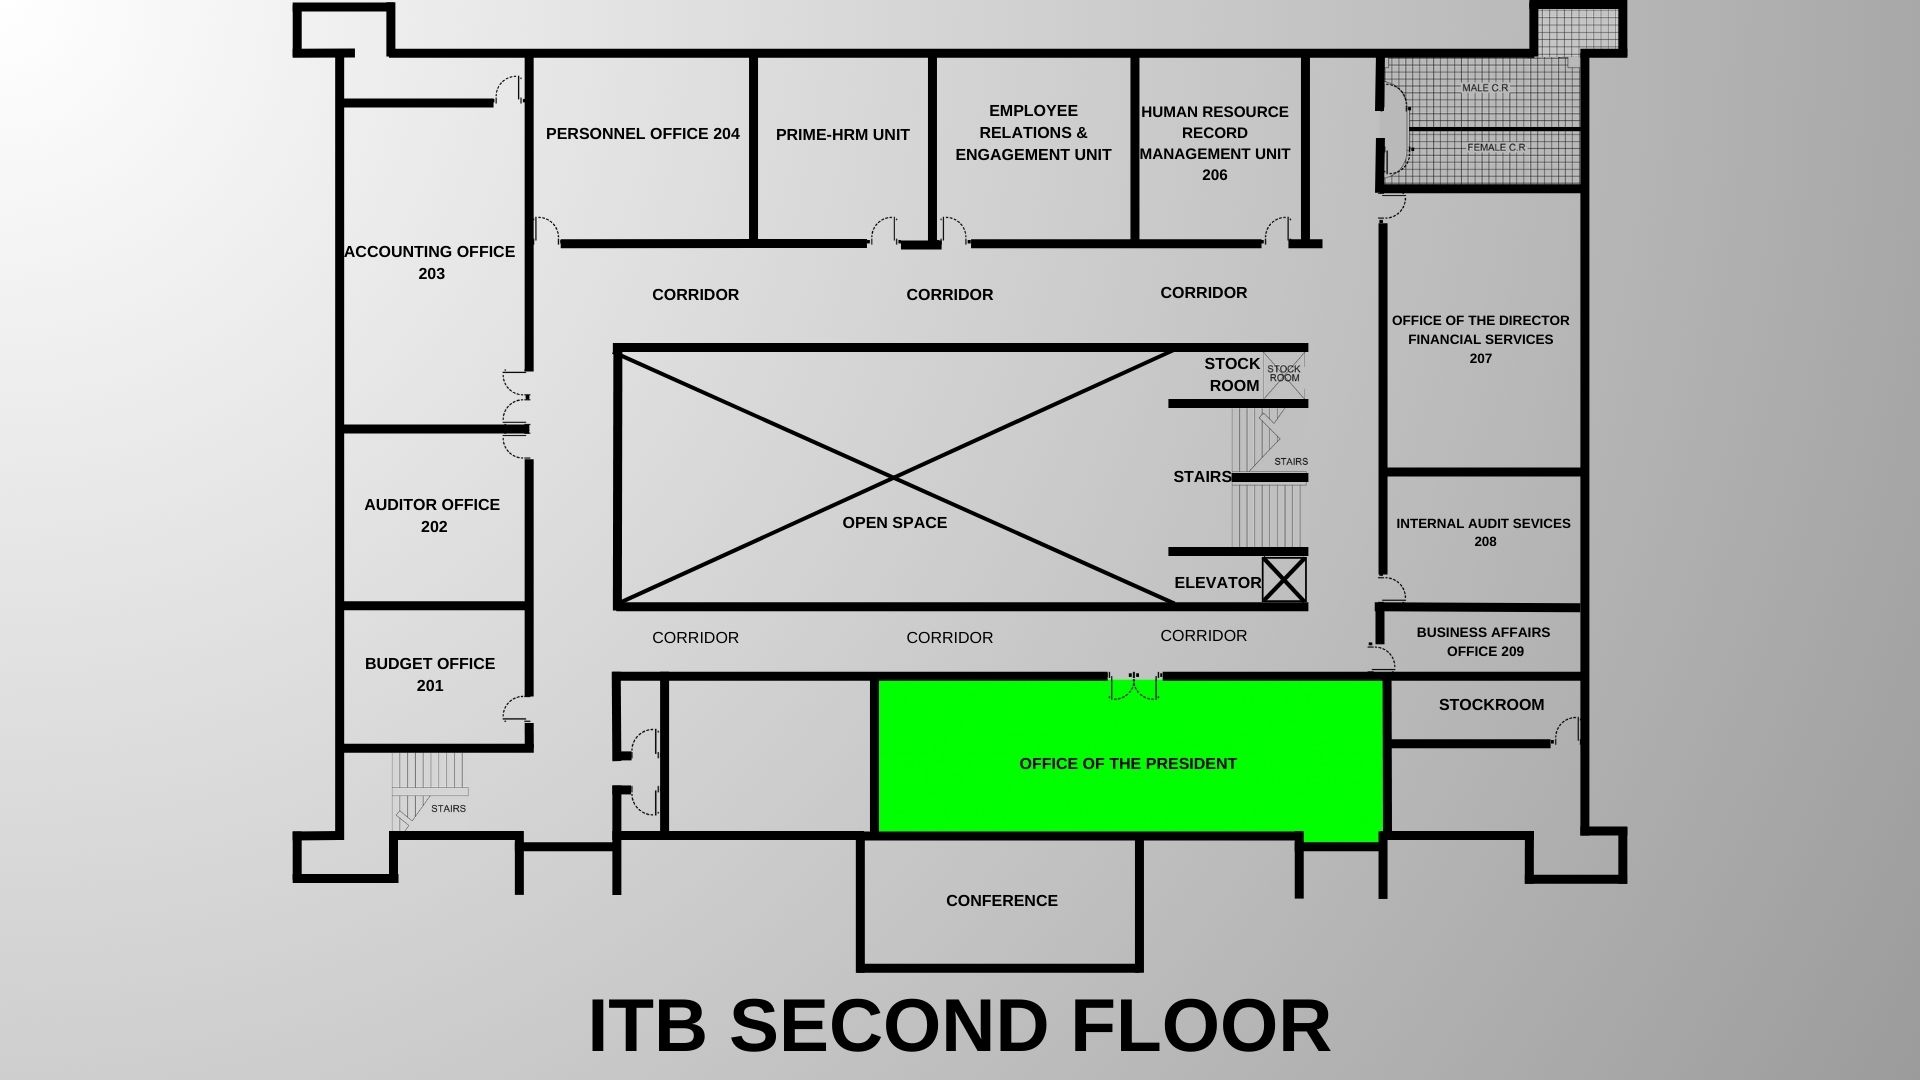 MALE C.R
FEMALE C.R
PERSONNEL OFFICE 204
PRIME-HRM UNIT
EMPLOYEE
RELATIONS &
ENGAGEMENT UNIT
HUMAN RESOURCE
RECORD
MANAGEMENT UNIT
206
ACCOUNTING OFFICE
203
CORRIDOR
CORRIDOR
CORRIDOR
OFFICE OF THE DIRECTOR
FINANCIAL SERVICES
207
STOCK
ROOM
STOCK
ROOM
STAIRS
STAIRS
AUDITOR OFFICE
202
OPEN SPACE
INTERNAL AUDIT SEVICES
208
ELEVATOR
CORRIDOR
CORRIDOR
CORRIDOR
BUSINESS AFFAIRS
OFFICE 209
BUDGET OFFICE
201
STOCKROOM
OFFICE OF THE PRESIDENT
STAIRS
CONFERENCE
ITB SECOND FLOOR